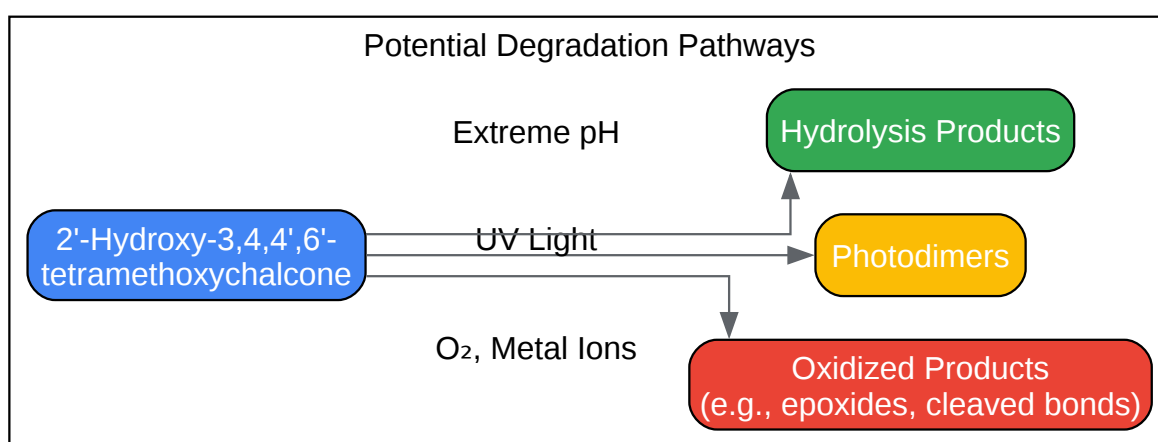 Potential Degradation Pathways
Extreme pH
Hydrolysis Products
2'-Hydroxy-3,4,4',6'-
tetramethoxychalcone
UV Light
Photodimers
O₂, Metal Ions
Oxidized Products
(e.g., epoxides, cleaved bonds)